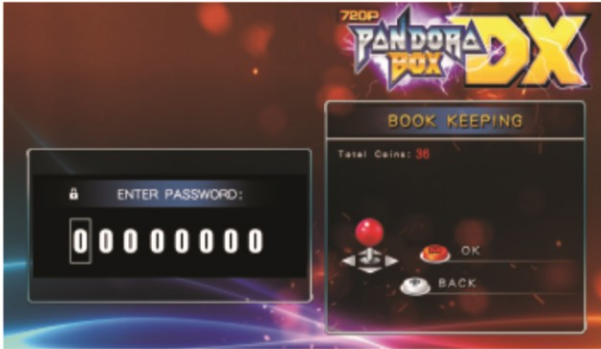 720P
PANDORA
BOX
DX
BOOK KEEPING
Total Coins: 36
ENTER PASSWORD:
00000000
OK
BACK